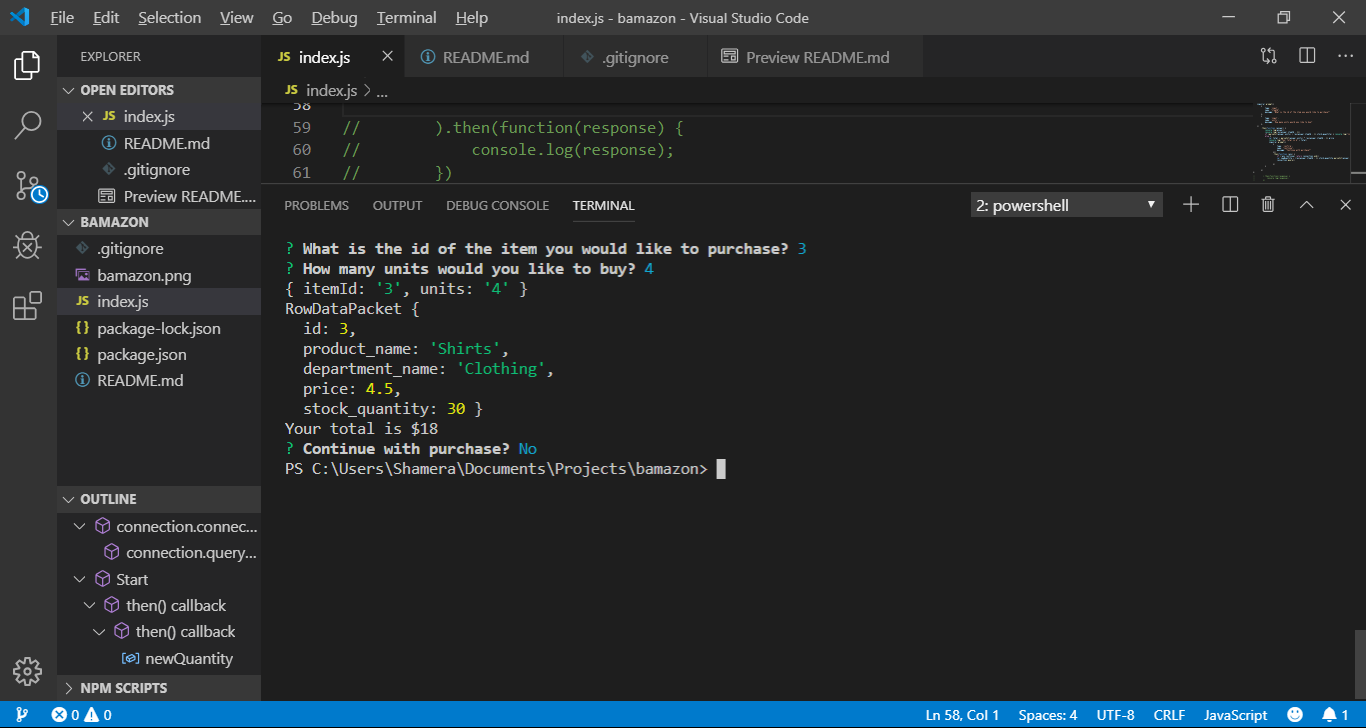 File Edit Selection View Go Debug Terminal Help index.js - bamazon - Visual Studio Code
EXPLORER
OPEN EDITORS
JS index.js
README.md
.gitignore
Preview README....
BAMAZON
.gitignore
bamazon.png
JS index.js
{} package-lock.json
{} package.json
README.md
OUTLINE
connection.connec...
connection.query...
Start
then() callback
then() callback
newQuantity
NPM SCRIPTS
JS index.js README.md .gitignore Preview README.md
JS index.js > ...
58
59 // ).then(function(response) {
60 // console.log(response);
61 // })
PROBLEMS OUTPUT DEBUG CONSOLE TERMINAL 2: powershell
? What is the id of the item you would like to purchase? 3
? How many units would you like to buy? 4
{ itemId: '3', units: '4' }
RowDataPacket {
id: 3,
product_name: 'Shirts',
department_name: 'Clothing',
price: 4.5,
stock_quantity: 30 }
Your total is $18
? Continue with purchase? No
PS C:\Users\Shamera\Documents\Projects\bamazon>
0 0 Ln 58, Col 1 Spaces: 4 UTF-8 CRLF JavaScript 1